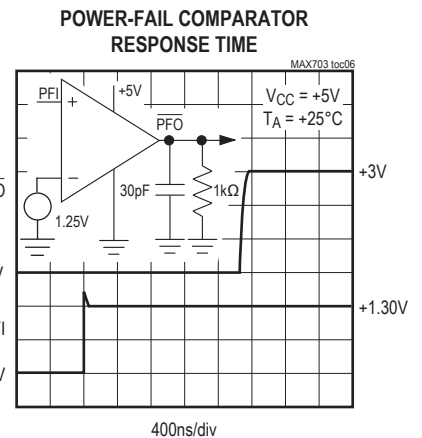 POWER-FAIL COMPARATOR
RESPONSE TIME
MAX703 toc06
PFI
+
+5V
VCC = +5V
TA = +25°C
PFO
+3V
−
30pF
1kΩ
1.25V
+1.30V
400ns/div